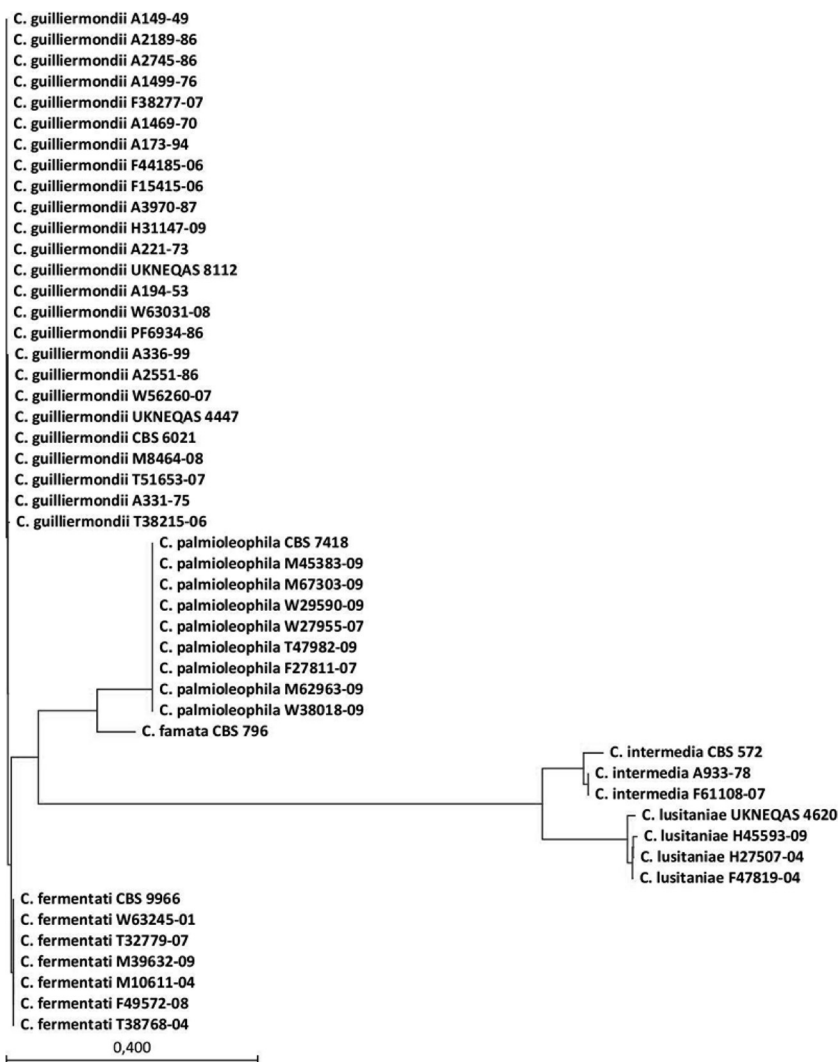 C. guilliermondii A149-49
C. guilliermondii A2189-86
C. guilliermondii A2745-86
C. guilliermondii A1499-76
C. guilliermondii F38277-07
C. guilliermondii A1469-70
C. guilliermondii A173-94
C. guilliermondii F44185-06
C. guilliermondii F15415-06
C. guilliermondii A3970-87
C. guilliermondii H31147-09
C. guilliermondii A221-73
C. guilliermondii UKNEQAS 8112
C. guilliermondii A194-53
C. guilliermondii W63031-08
C. guilliermondii PF6934-86
C. guilliermondii A336-99
C. guilliermondii A2551-86
C. guilliermondii W56260-07
C. guilliermondii UKNEQAS 4447
C. guilliermondii CBS 6021
C. guilliermondii M8464-08
C. guilliermondii T51653-07
C. guilliermondii A331-75
C. guilliermondii T38215-06
C. palmioleophila CBS 7418
C. palmioleophila M45383-09
C. palmioleophila M67303-09
C. palmioleophila W29590-09
C. palmioleophila W27955-07
C. palmioleophila T47982-09
C. palmioleophila F27811-07
C. palmioleophila M62963-09
C. palmioleophila W38018-09
C. famata CBS 796
C. intermedia CBS 572
C. intermedia A933-78
C. intermedia F61108-07
C. lusitaniae UKNEQAS 4620
C. lusitaniae H45593-09
C. lusitaniae H27507-04
C. lusitaniae F47819-04
C. fermentati CBS 9966
C. fermentati W63245-01
C. fermentati T32779-07
C. fermentati M39632-09
C. fermentati M10611-04
C. fermentati F49572-08
C. fermentati T38768-04
0,400